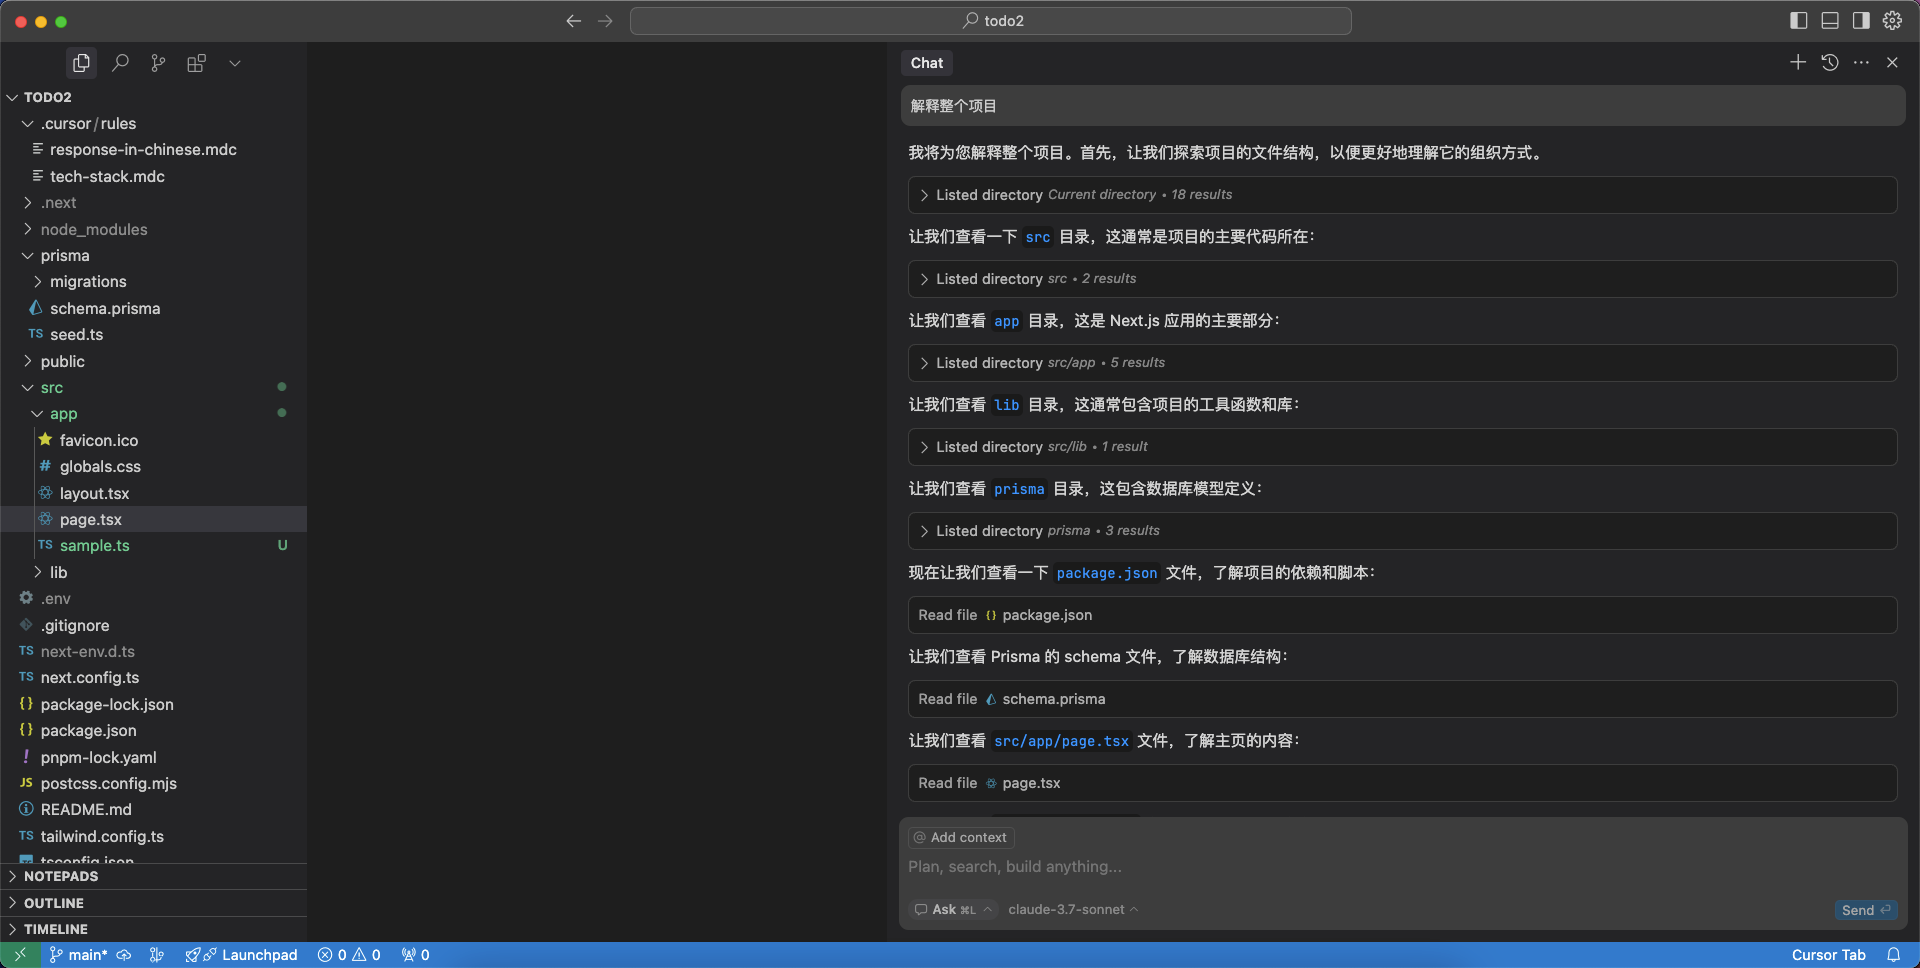 todo2
TODO2
.cursor/rules
response-in-chinese.mdc
tech-stack.mdc
.next
node_modules
prisma
migrations
schema.prisma
TS seed.ts
public
src
app
favicon.ico
# globals.css
layout.tsx
page.tsx
TS sample.ts U
lib
.env
.gitignore
TS next-env.d.ts
TS next.config.ts
{} package-lock.json
{} package.json
! pnpm-lock.yaml
JS postcss.config.mjs
README.md
TS tailwind.config.ts
tsconfig.json
NOTEPADS
OUTLINE
TIMELINE
Chat
解释整个项目
我将为您解释整个项目。首先，让我们探索项目的文件结构，以便更好地理解它的组织方式。
Listed directory Current directory • 18 results
让我们查看一下 src 目录，这通常是项目的主要代码所在：
Listed directory src • 2 results
让我们查看 app 目录，这是 Next.js 应用的主要部分：
Listed directory src/app • 5 results
让我们查看 lib 目录，这通常包含项目的工具函数和库：
Listed directory src/lib • 1 result
让我们查看 prisma 目录，这包含数据库模型定义：
Listed directory prisma • 3 results
现在让我们查看一下 package.json 文件，了解项目的依赖和脚本：
Read file {} package.json
让我们查看 Prisma 的 schema 文件，了解数据库结构：
Read file schema.prisma
让我们查看 src/app/page.tsx 文件，了解主页的内容：
Read file page.tsx
@ Add context
Plan, search, build anything...
Ask ⌘L claude-3.7-sonnet
Send ⏎
main* Launchpad 0 0 0
Cursor Tab